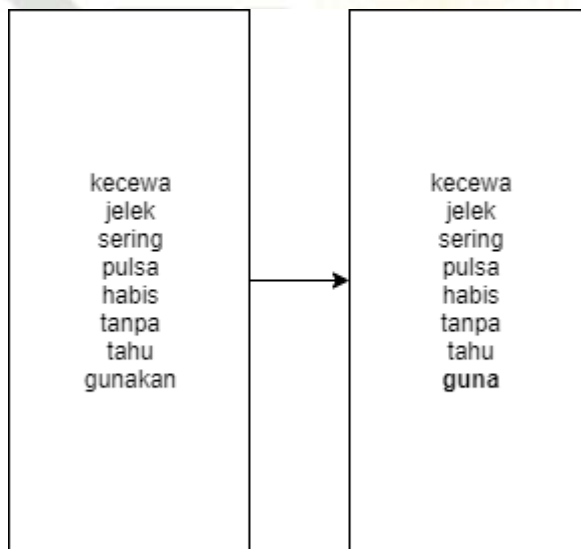 kecewa
jelek
sering
pulsa
habis
tanpa
tahu
gunakan
kecewa
jelek
sering
pulsa
habis
tanpa
tahu
guna